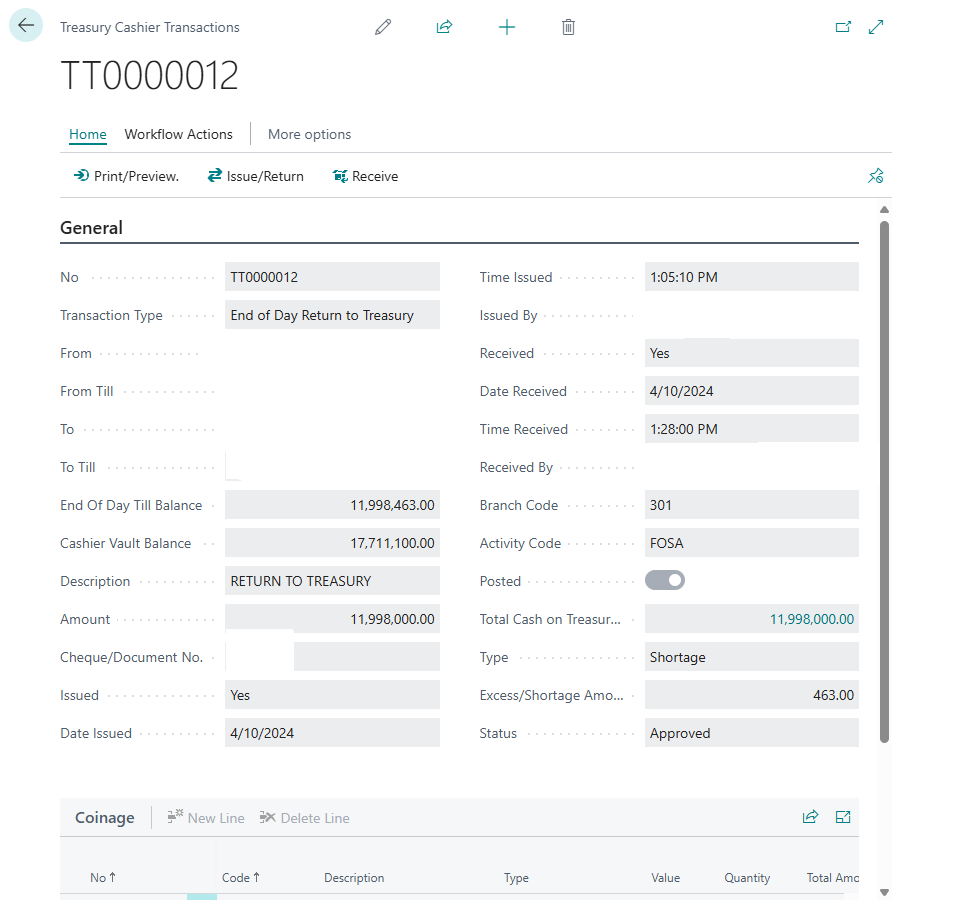 Treasury Cashier Transactions
TT0000012
Home Workflow Actions More options
Print/Preview. Issue/Return Receive
General
No TT0000012
Transaction Type End of Day Return to Treasury
From
From Till
To
To Till
End Of Day Till Balance 11,998,463.00
Cashier Vault Balance 17,711,100.00
Description RETURN TO TREASURY
Amount 11,998,000.00
Cheque/Document No.
Issued Yes
Date Issued 4/10/2024
Time Issued 1:05:10 PM
Issued By
Received Yes
Date Received 4/10/2024
Time Received 1:28:00 PM
Received By
Branch Code 301
Activity Code FOSA
Posted
Total Cash on Treasur... 11,998,000.00
Type Shortage
Excess/Shortage Amo... 463.00
Status Approved
Coinage New Line Delete Line
No ↑ Code ↑ Description Type Value Quantity Total Amo